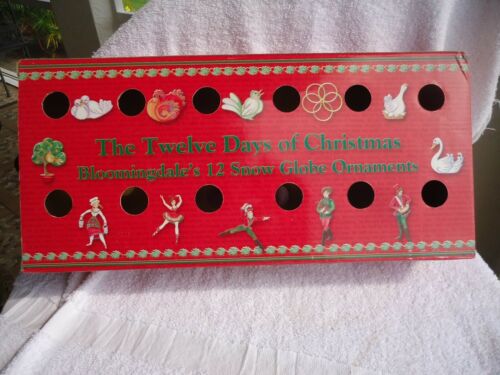 The Twelve Days of Christmas
Bloomingdale's 12 Snow Globe Ornaments